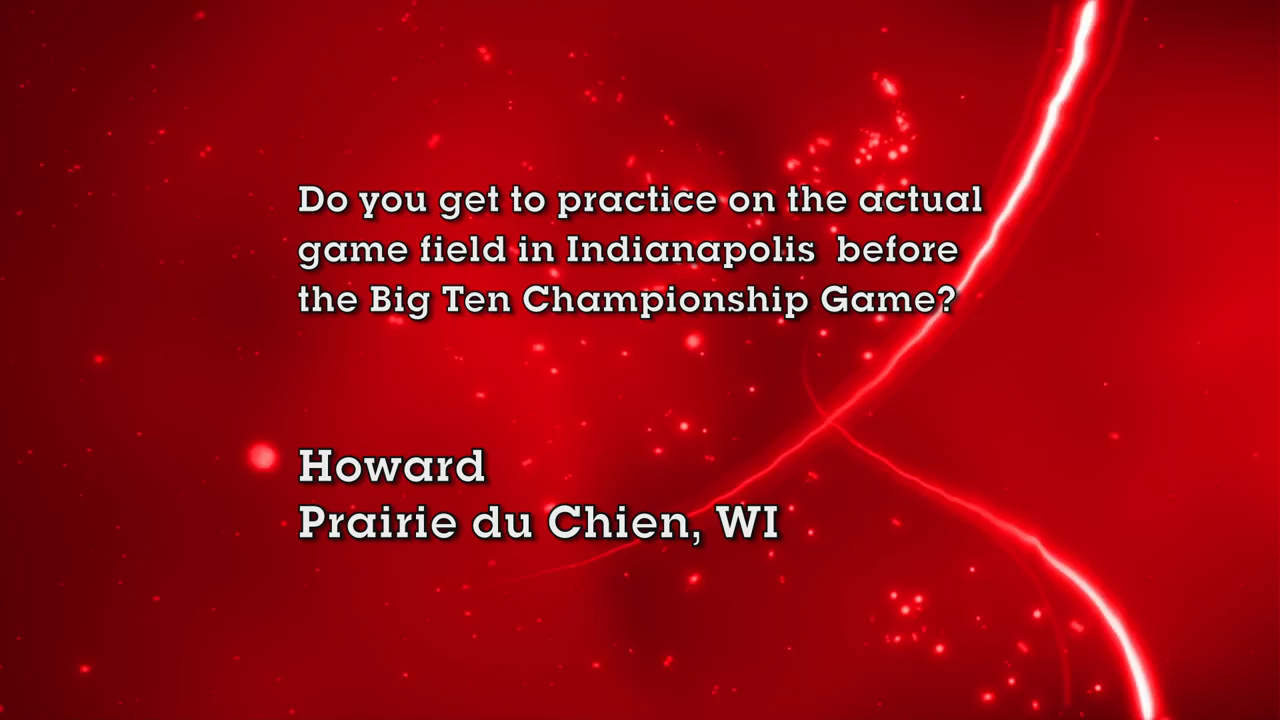 Do you get to practice on the actual
game field in Indianapolis  before
the Big Ten Championship Game?
Howard
Prairie du Chien, WI